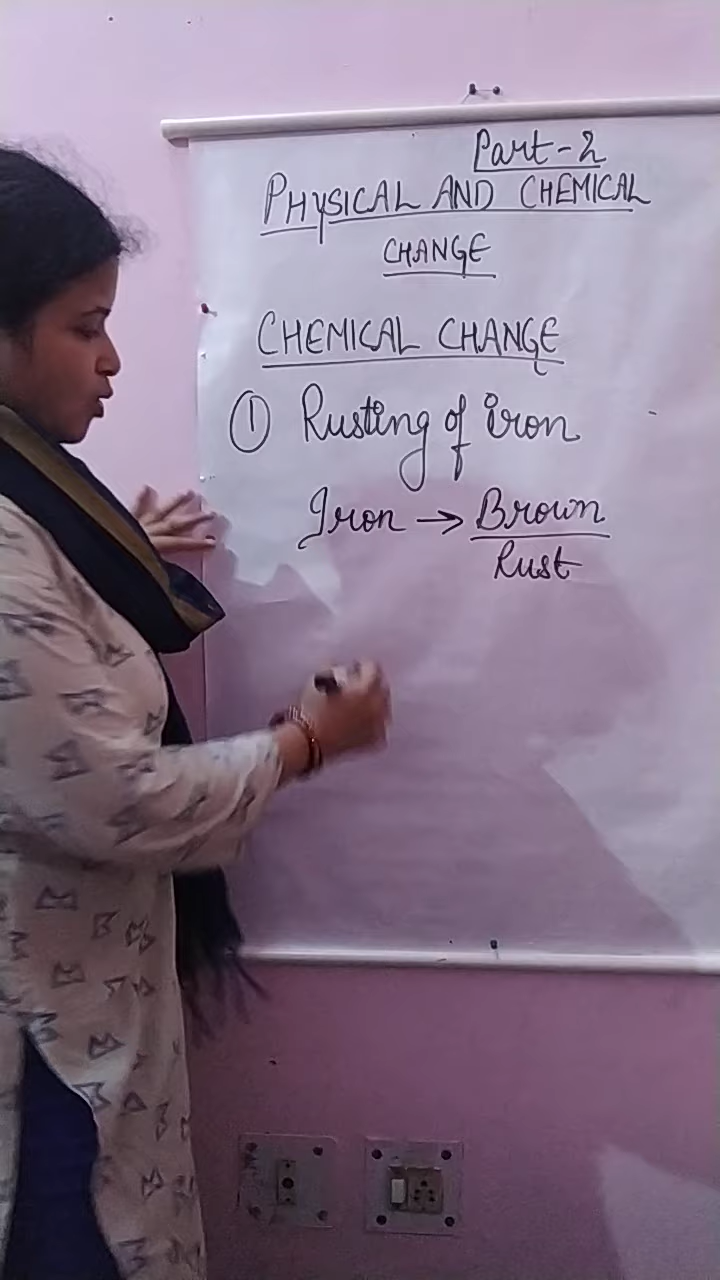 Part-2
PHYSICAL AND CHEMICAL
CHANGE
CHEMICAL CHANGE
① Rusting of iron
Iron → Brown
Rust